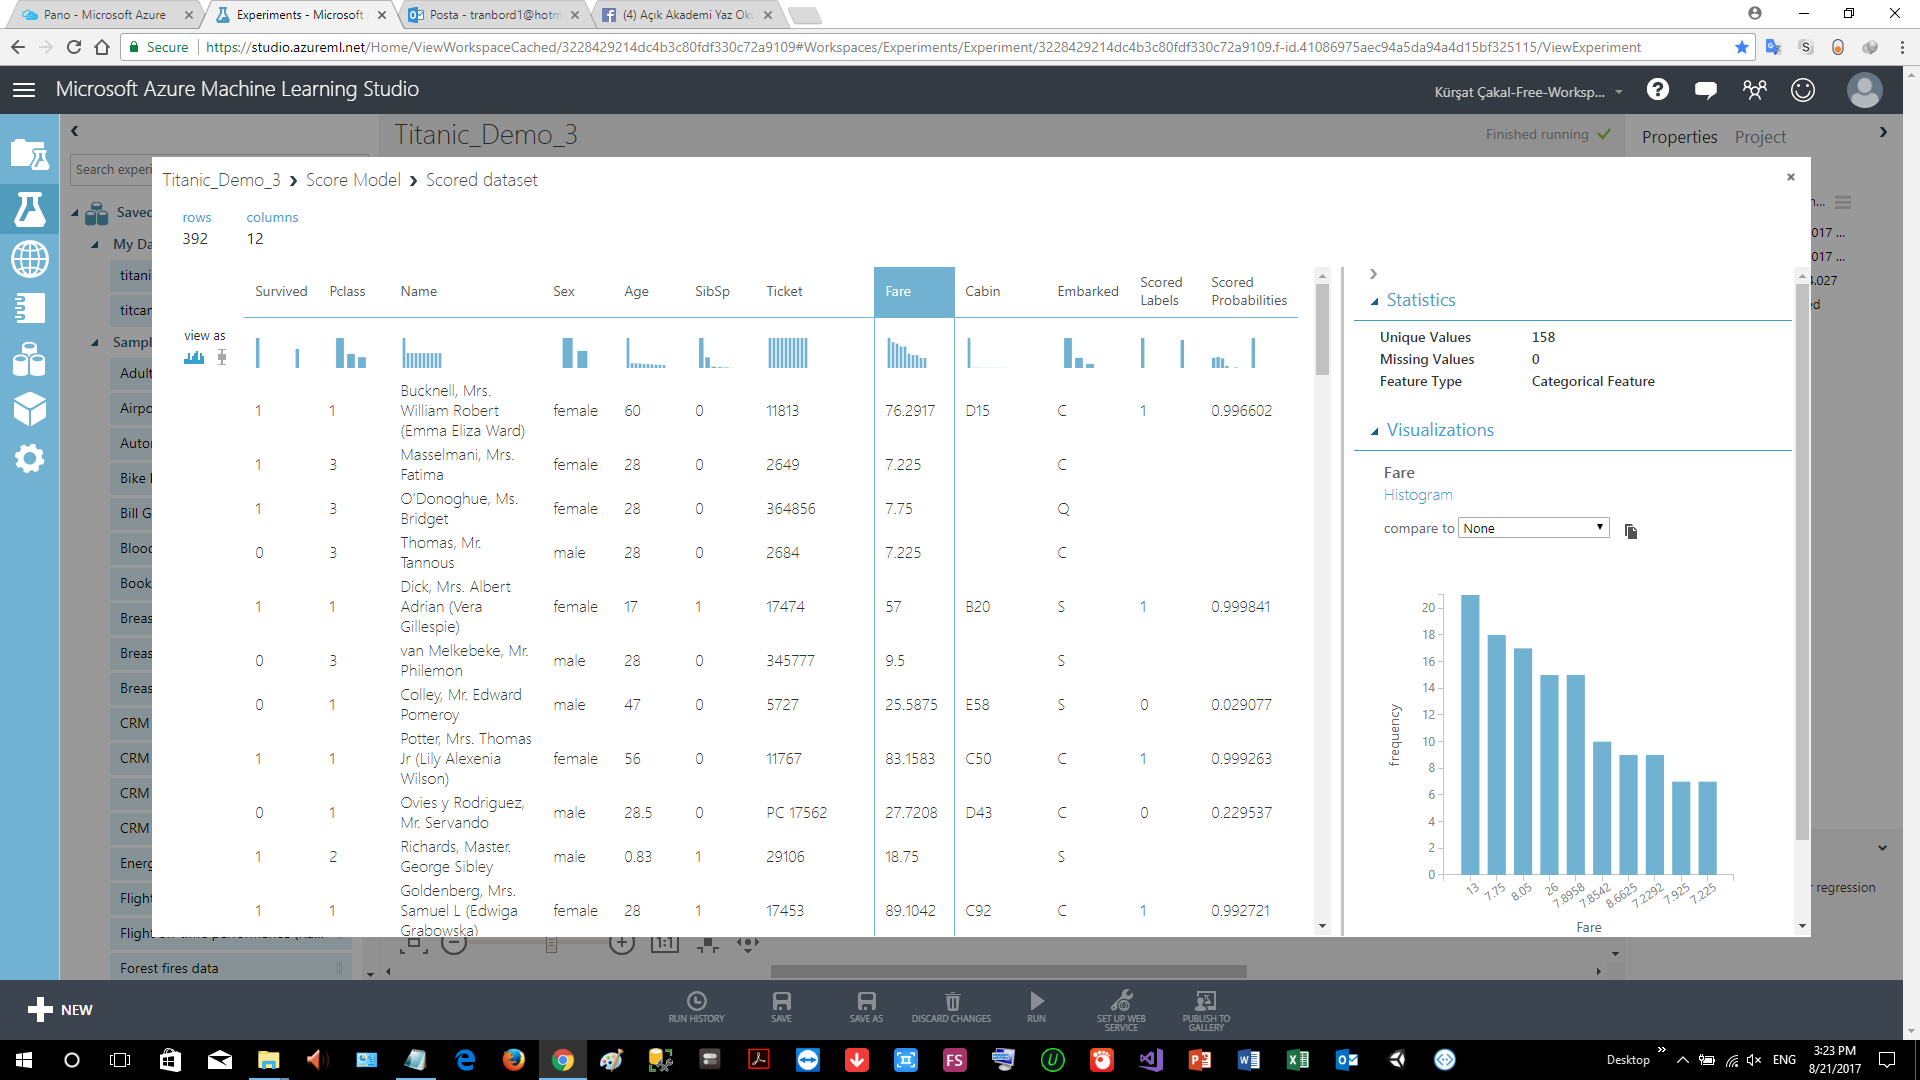 Pano - Microsoft Azure
Experiments - Microsoft
Posta - tranbord1@hotm
(4) Açık Akademi Yaz Ok
Secure
https://studio.azureml.net/Home/ViewWorkspaceCached/3228429214dc4b3c80fdf330c72a9109#Workspaces/Experiments/Experiment/3228429214dc4b3c80fdf330c72a9109.f-id.41086975aec94a5da94a4d15bf325115/ViewExperiment
Microsoft Azure Machine Learning Studio
Kürşat Çakal-Free-Worksp...
Titanic_Demo_3
Finished running
Properties Project
Search experi
Saved
My Da
titani
titcan
Sampl
Adult
Airpo
Auton
Bike
Bill G
Blood
Book
Breas
Breas
Breas
CRM
CRM
CRM
CRM
Energ
Flight
Flight on-time performance (Ra...
Forest fires data
017 ...
017 ...
4.027
regression
Titanic_Demo_3 > Score Model > Scored dataset
rows columns
392 12
Survived Pclass Name Sex Age SibSp Ticket Fare Cabin Embarked Scored Labels Scored Probabilities
view as
1 1 Bucknell, Mrs. William Robert (Emma Eliza Ward) female 60 0 11813 76.2917 D15 C 1 0.996602
1 3 Masselmani, Mrs. Fatima female 28 0 2649 7.225 C
1 3 O'Donoghue, Ms. Bridget female 28 0 364856 7.75 Q
0 3 Thomas, Mr. Tannous male 28 0 2684 7.225 C
1 1 Dick, Mrs. Albert Adrian (Vera Gillespie) female 17 1 17474 57 B20 S 1 0.999841
0 3 van Melkebeke, Mr. Philemon male 28 0 345777 9.5 S
0 1 Colley, Mr. Edward Pomeroy male 47 0 5727 25.5875 E58 S 0 0.029077
1 1 Potter, Mrs. Thomas Jr (Lily Alexenia Wilson) female 56 0 11767 83.1583 C50 C 1 0.999263
0 1 Ovies y Rodriguez, Mr. Servando male 28.5 0 PC 17562 27.7208 D43 C 0 0.229537
1 2 Richards, Master. George Sibley male 0.83 1 29106 18.75 S
1 1 Goldenberg, Mrs. Samuel L (Edwiga Grabowska) female 28 1 17453 89.1042 C92 C 1 0.992721
Statistics
Unique Values 158
Missing Values 0
Feature Type Categorical Feature
Visualizations
Fare
Histogram
compare to None
frequency
20
18
16
14
12
10
8
6
4
2
0
13 7.75 8.05 26 7.8958 7.8542 8.6625 7.2292 7.925 7.225
Fare
1:1
NEW
RUN HISTORY
SAVE
SAVE AS
DISCARD CHANGES
RUN
SET UP WEB SERVICE
PUBLISH TO GALLERY
FS
Desktop
ENG
3:23 PM
8/21/2017